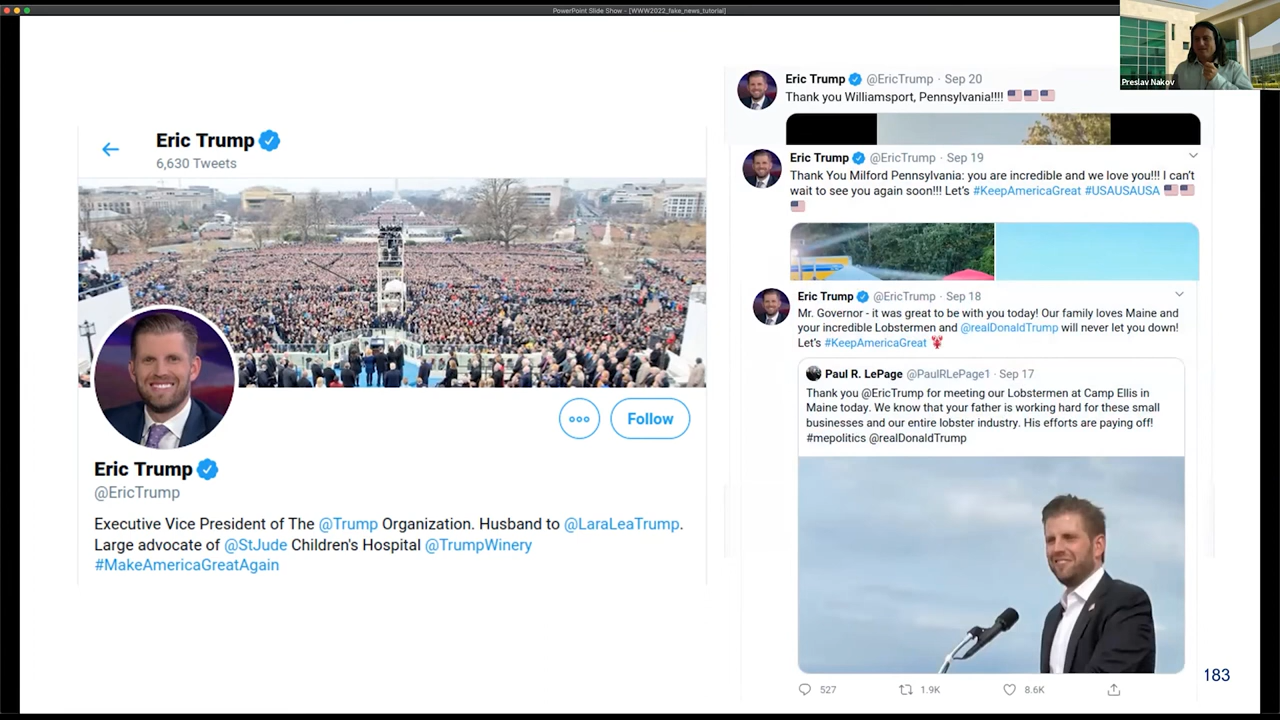 PowerPoint Slide Show - [WWW2022_fake_news_tutorial]
Preslav Nakov
Eric Trump
6,630 Tweets
Follow
Eric Trump
@EricTrump
Executive Vice President of The @Trump Organization. Husband to @LaraLeaTrump.
Large advocate of @StJude Children's Hospital @TrumpWinery
#MakeAmericaGreatAgain
Eric Trump @EricTrump · Sep 20
Thank you Williamsport, Pennsylvania!!!!
Eric Trump @EricTrump · Sep 19
Thank You Milford Pennsylvania: you are incredible and we love you!!! I can't
wait to see you again soon!!! Let's #KeepAmericaGreat #USAUSAUSA
Eric Trump @EricTrump · Sep 18
Mr. Governor - it was great to be with you today! Our family loves Maine and
your incredible Lobstermen and @realDonaldTrump will never let you down!
Let's #KeepAmericaGreat 🦞
Paul R. LePage @PaulRLePage1 · Sep 17
Thank you @EricTrump for meeting our Lobstermen at Camp Ellis in
Maine today. We know that your father is working hard for these small
businesses and our entire lobster industry. His efforts are paying off!
#mepolitics @realDonaldTrump
527 1.9K 8.6K
183